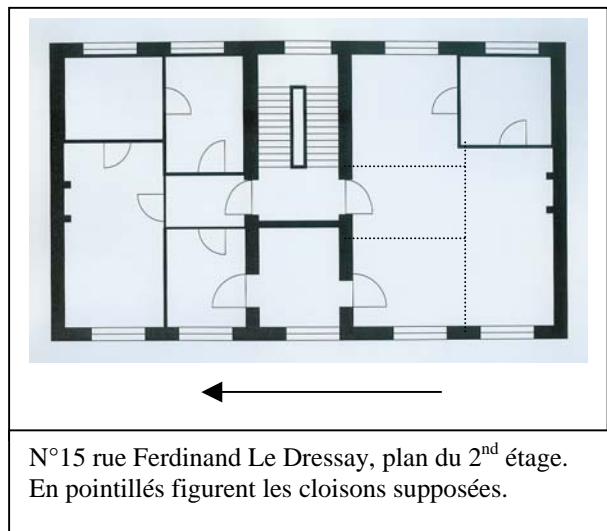 N°15 rue Ferdinand Le Dressay, plan du 2nd étage.
En pointillés figurent les cloisons supposées.